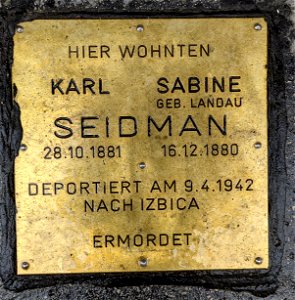 HIER WOHNTEN
KARL SABINE
GEB. LANDAU
SEIDMAN
28.10.1881 16.12.1880
DEPORTIERT AM 9.4.1942
NACH IZBICA
ERMORDET